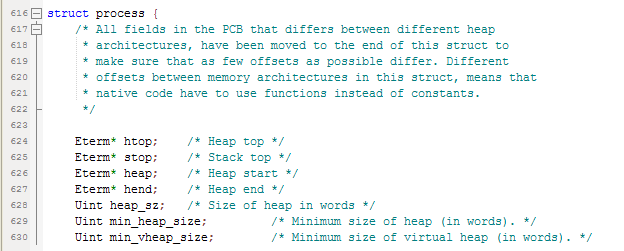 616 struct process {
617 /* All fields in the PCB that differs between different heap
618 * architectures, have been moved to the end of this struct to
619 * make sure that as few offsets as possible differ. Different
620 * offsets between memory architectures in this struct, means that
621 * native code have to use functions instead of constants.
622 */
623
624 Eterm* htop; /* Heap top */
625 Eterm* stop; /* Stack top */
626 Eterm* heap; /* Heap start */
627 Eterm* hend; /* Heap end */
628 Uint heap_sz; /* Size of heap in words */
629 Uint min_heap_size; /* Minimum size of heap (in words). */
630 Uint min_vheap_size; /* Minimum size of virtual heap (in words). */